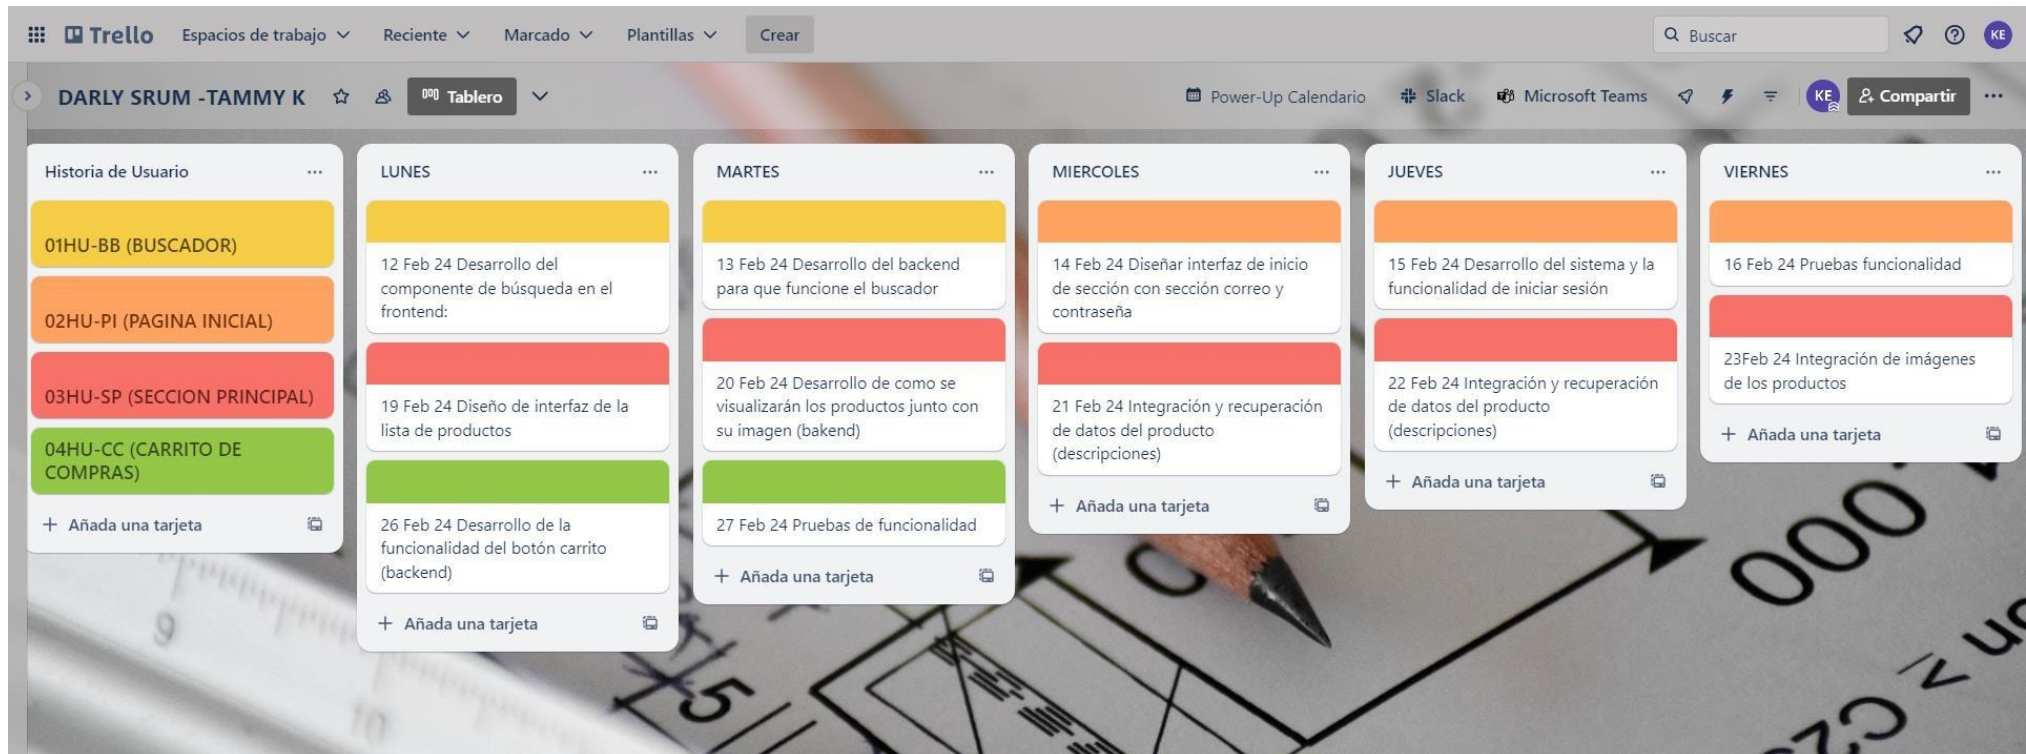 Trello
Espacios de trabajo
Reciente
Marcado
Plantillas
Crear
Buscar
KE
DARLY SRUM -TAMMY K
Tablero
Power-Up Calendario
Slack
Microsoft Teams
KE
Compartir
Historia de Usuario
01HU-BB (BUSCADOR)
02HU-PI (PAGINA INICIAL)
03HU-SP (SECCION PRINCIPAL)
04HU-CC (CARRITO DE
COMPRAS)
+ Añada una tarjeta
LUNES
12 Feb 24 Desarrollo del
componente de búsqueda en el
frontend:
19 Feb 24 Diseño de interfaz de la
lista de productos
26 Feb 24 Desarrollo de la
funcionalidad del botón carrito
(backend)
+ Añada una tarjeta
MARTES
13 Feb 24 Desarrollo del backend
para que funcione el buscador
20 Feb 24 Desarrollo de como se
visualizarán los productos junto con
su imagen (bakend)
27 Feb 24 Pruebas de funcionalidad
+ Añada una tarjeta
MIERCOLES
14 Feb 24 Diseñar interfaz de inicio
de sección con sección correo y
contraseña
21 Feb 24 Integración y recuperación
de datos del producto
(descripciones)
+ Añada una tarjeta
JUEVES
15 Feb 24 Desarrollo del sistema y la
funcionalidad de iniciar sesión
22 Feb 24 Integración y recuperación
de datos del producto
(descripciones)
+ Añada una tarjeta
VIERNES
16 Feb 24 Pruebas funcionalidad
23Feb 24 Integración de imágenes
de los productos
+ Añada una tarjeta
9
10
000